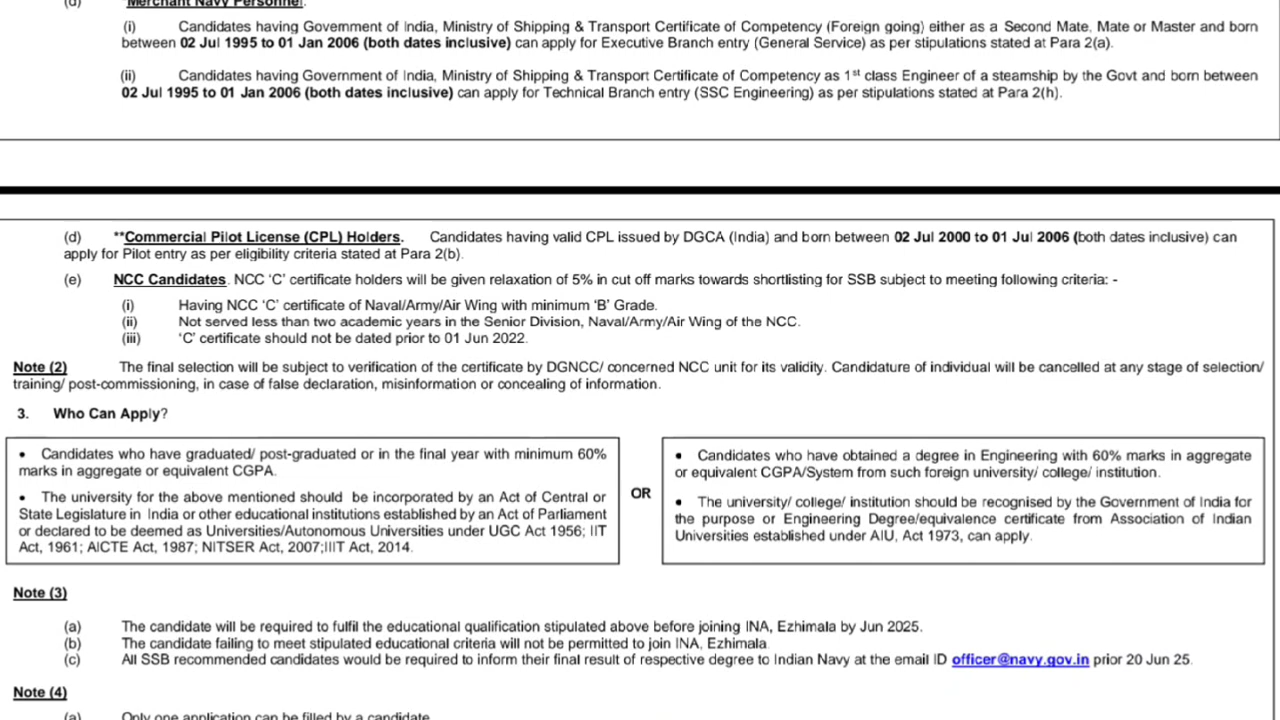 (d) *Merchant Navy Personnel.
(i) Candidates having Government of India, Ministry of Shipping & Transport Certificate of Competency (Foreign going) either as a Second Mate, Mate or Master and born
between 02 Jul 1995 to 01 Jan 2006 (both dates inclusive) can apply for Executive Branch entry (General Service) as per stipulations stated at Para 2(a).
(ii) Candidates having Government of India, Ministry of Shipping & Transport Certificate of Competency as 1st class Engineer of a steamship by the Govt and born between
02 Jul 1995 to 01 Jan 2006 (both dates inclusive) can apply for Technical Branch entry (SSC Engineering) as per stipulations stated at Para 2(h).
(d) **Commercial Pilot License (CPL) Holders. Candidates having valid CPL issued by DGCA (India) and born between 02 Jul 2000 to 01 Jul 2006 (both dates inclusive) can
apply for Pilot entry as per eligibility criteria stated at Para 2(b).
(e) NCC Candidates. NCC ‘C’ certificate holders will be given relaxation of 5% in cut off marks towards shortlisting for SSB subject to meeting following criteria: -
(i) Having NCC ‘C’ certificate of Naval/Army/Air Wing with minimum ‘B’ Grade.
(ii) Not served less than two academic years in the Senior Division, Naval/Army/Air Wing of the NCC.
(iii) ‘C’ certificate should not be dated prior to 01 Jun 2022.
Note (2) The final selection will be subject to verification of the certificate by DGNCC/ concerned NCC unit for its validity. Candidature of individual will be cancelled at any stage of selection/
training/ post-commissioning, in case of false declaration, misinformation or concealing of information.
3. Who Can Apply?
• Candidates who have graduated/ post-graduated or in the final year with minimum 60%
marks in aggregate or equivalent CGPA.
• The university for the above mentioned should be incorporated by an Act of Central or
State Legislature in India or other educational institutions established by an Act of Parliament
or declared to be deemed as Universities/Autonomous Universities under UGC Act 1956; IIT
Act, 1961; AICTE Act, 1987; NITSER Act, 2007;IIIT Act, 2014.
OR
• Candidates who have obtained a degree in Engineering with 60% marks in aggregate
or equivalent CGPA/System from such foreign university/ college/ institution.
• The university/ college/ institution should be recognised by the Government of India for
the purpose or Engineering Degree/equivalence certificate from Association of Indian
Universities established under AIU, Act 1973, can apply.
Note (3)
(a) The candidate will be required to fulfil the educational qualification stipulated above before joining INA, Ezhimala by Jun 2025.
(b) The candidate failing to meet stipulated educational criteria will not be permitted to join INA, Ezhimala
(c) All SSB recommended candidates would be required to inform their final result of respective degree to Indian Navy at the email ID officer@navy.gov.in prior 20 Jun 25.
Note (4)
(a) Only one application can be filled by a candidate